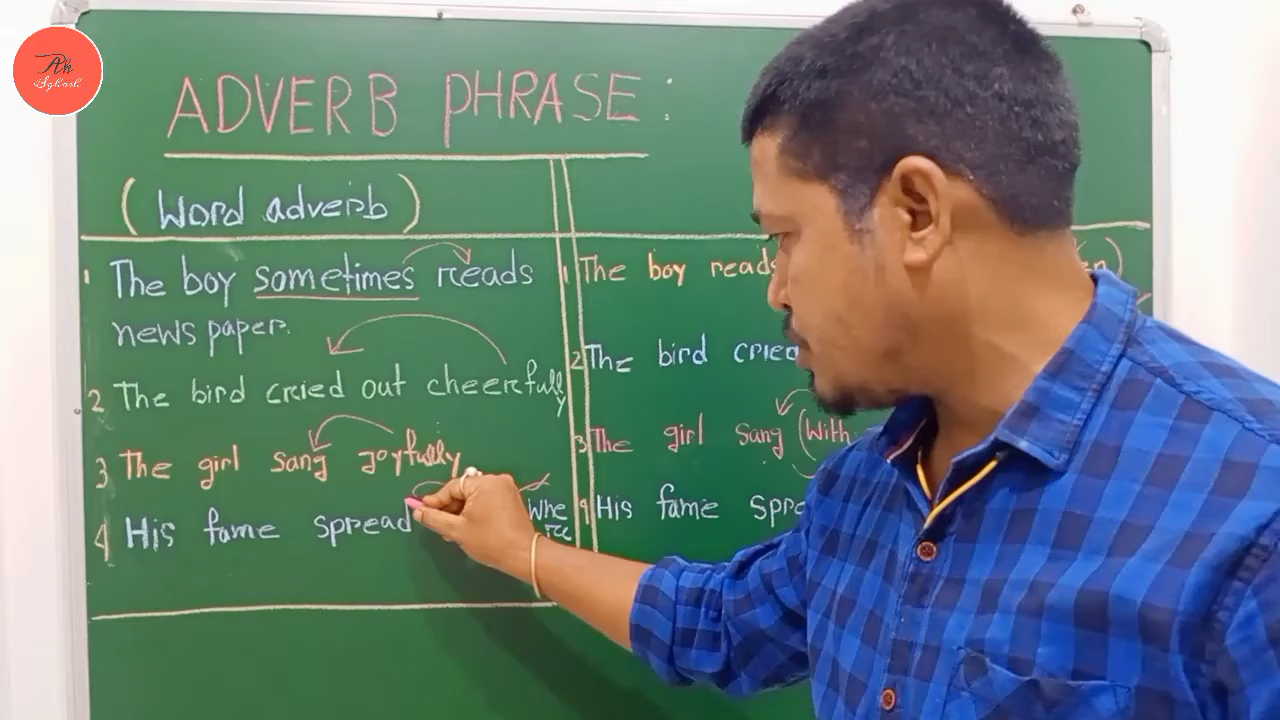 ADVERB PHRASE :
(Word adverb)
1 The boy sometimes reads
news paper.
2 The bird cried out cheerfully
3 The girl sang joyfully
4 His fame spread
1 The boy reads
2 The bird cried
3 The girl sang (With
4 His fame